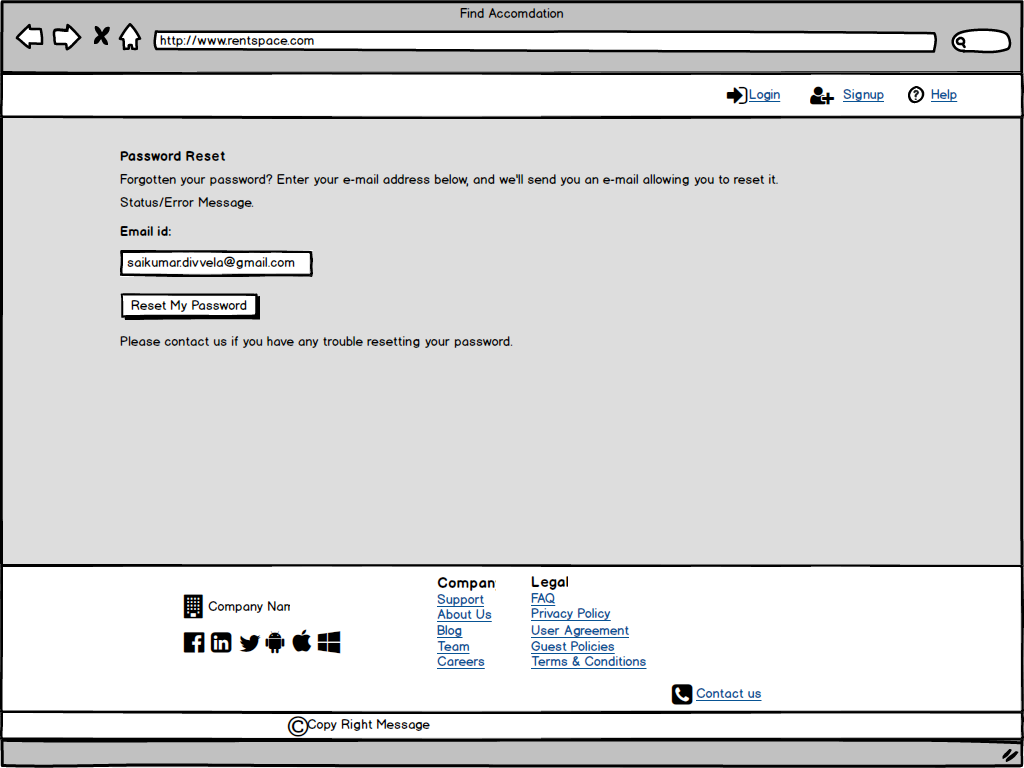 Find Accomdation
http://www.rentspace.com
Login Signup Help
Password Reset
Forgotten your password? Enter your e-mail address below, and we'll send you an e-mail allowing you to reset it.
Status/Error Message.
Email id:
saikumar.divvela@gmail.com
Reset My Password
Please contact us if you have any trouble resetting your password.
Company Nam
Compan
Support
About Us
Blog
Team
Careers
Legal
FAQ
Privacy Policy
User Agreement
Guest Policies
Terms & Conditions
Contact us
©Copy Right Message